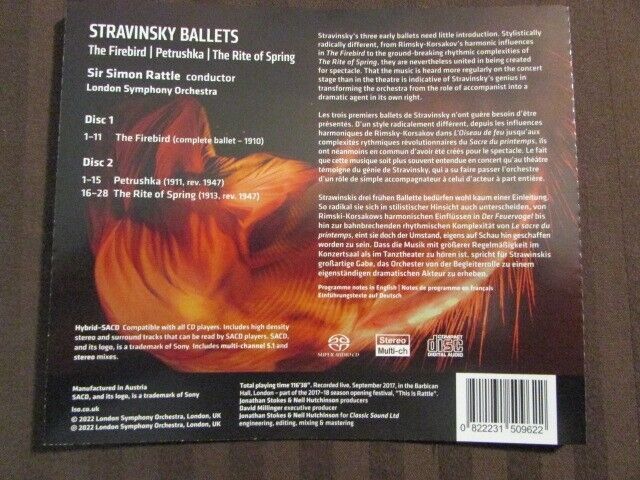 STRAVINSKY BALLETS
The Firebird | Petrushka | The Rite of Spring
Sir Simon Rattle conductor
London Symphony Orchestra
Disc 1
1–11 The Firebird (complete ballet – 1910)
Disc 2
1–15 Petrushka (1911, rev. 1947)
16–28 The Rite of Spring (1913, rev. 1947)
Stravinsky's three early ballets need little introduction. Stylistically
radically different, from Rimsky-Korsakov's harmonic influences
in The Firebird to the ground-breaking rhythmic complexities of
The Rite of Spring, they are nevertheless united in being created
for spectacle. That the music is heard more regularly on the concert
stage than in the theatre is indicative of Stravinsky's genius in
transforming the orchestra from the role of accompanist into a
dramatic agent in its own right.
Les trois premiers ballets de Stravinsky n'ont guère besoin d'être
présentés. D'un style radicalement différent, depuis les influences
harmoniques de Rimsky-Korsakov dans L'Oiseau de feu jusqu'aux
complexités rythmiques révolutionnaires du Sacre du printemps, ils
ont néanmoins en commun d'avoir été créés pour le spectacle. Le fait
que cette musique soit plus souvent entendue en concert qu'au théâtre
témoigne du génie de Stravinsky, qui a su faire passer l'orchestre
d'un rôle de simple accompagnateur à celui d'acteur à part entière.
Strawinskis drei frühen Ballette bedürfen wohl kaum einer Einleitung.
So radikal sie sich in stilistischer Hinsicht auch unterscheiden, von
Rimski-Korsakows harmonischen Einflüssen in Der Feuervogel bis
hin zur bahnbrechenden rhythmischen Komplexität von Le sacre du
printemps, eint sie doch der Umstand, eigens auf Schau hin geschaffen
worden zu sein. Dass die Musik mit größerer Regelmäßigkeit im
Konzertsaal als im Tanztheater zu hören ist, spricht für Strawinskis
großartige Gabe, das Orchester von der Begleiterrolle zu einem
eigenständigen dramatischen Akteur zu erheben.
Programme notes in English | Notes de programme en français
Einführungstexte auf Deutsch
Hybrid-SACD Compatible with all CD players. Includes high density
stereo and surround tracks that can be read by SACD players. SACD,
and its logo, is a trademark of Sony. Includes multi-channel 5.1 and
stereo mixes.
SUPER AUDIO CD
Stereo
Multi-ch
COMPACT
disc
DIGITAL AUDIO
Manufactured in Austria
SACD, and its logo, is a trademark of Sony
lso.co.uk
℗ 2022 London Symphony Orchestra, London, UK
© 2022 London Symphony Orchestra, London, UK
Total playing time 116'38". Recorded live, September 2017, in the Barbican
Hall, London – part of the 2017–18 season opening festival, "This is Rattle".
Jonathan Stokes & Neil Hutchinson producers
David Millinger executive producer
Jonathan Stokes & Neil Hutchinson for Classic Sound Ltd
engineering, editing, mixing & mastering
0 822231 509622